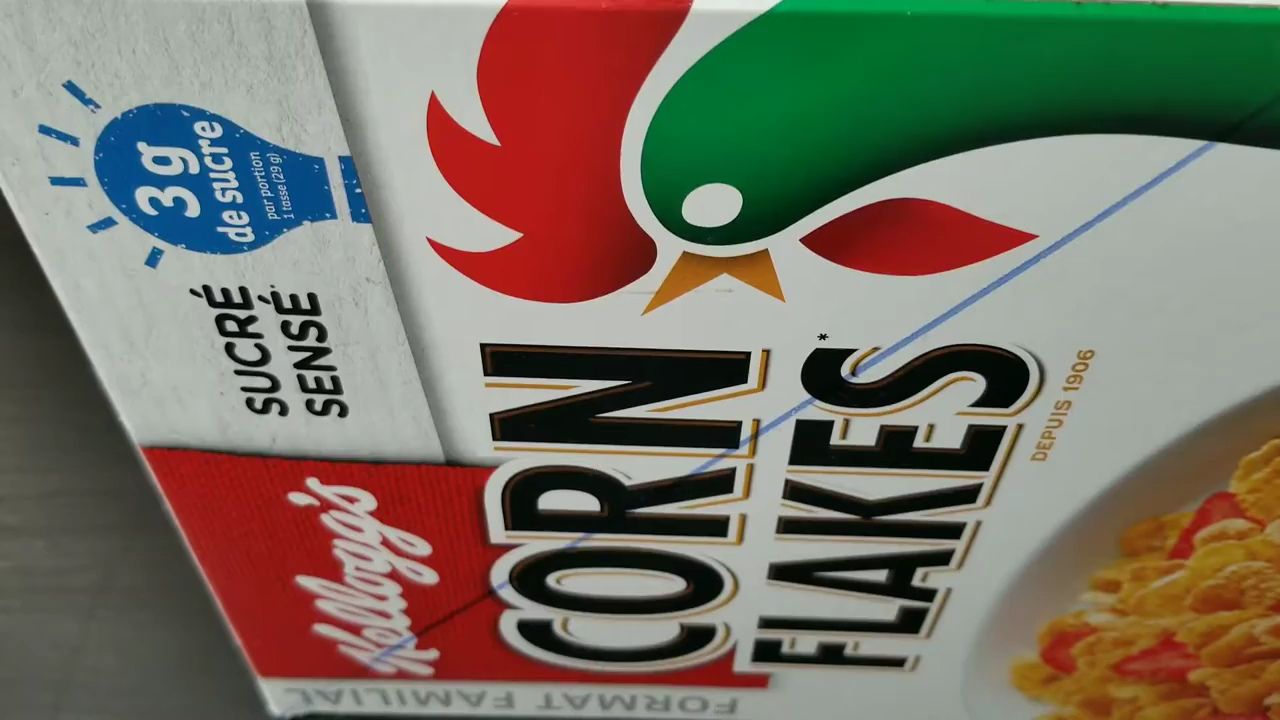 Kellogg's
SUCRÉ
SENSÉ
3g
de sucre
par portion
1 tasse (29 g)
CORN
FLAKES*
DEPUIS 1906
FORMAT FAMILIAL